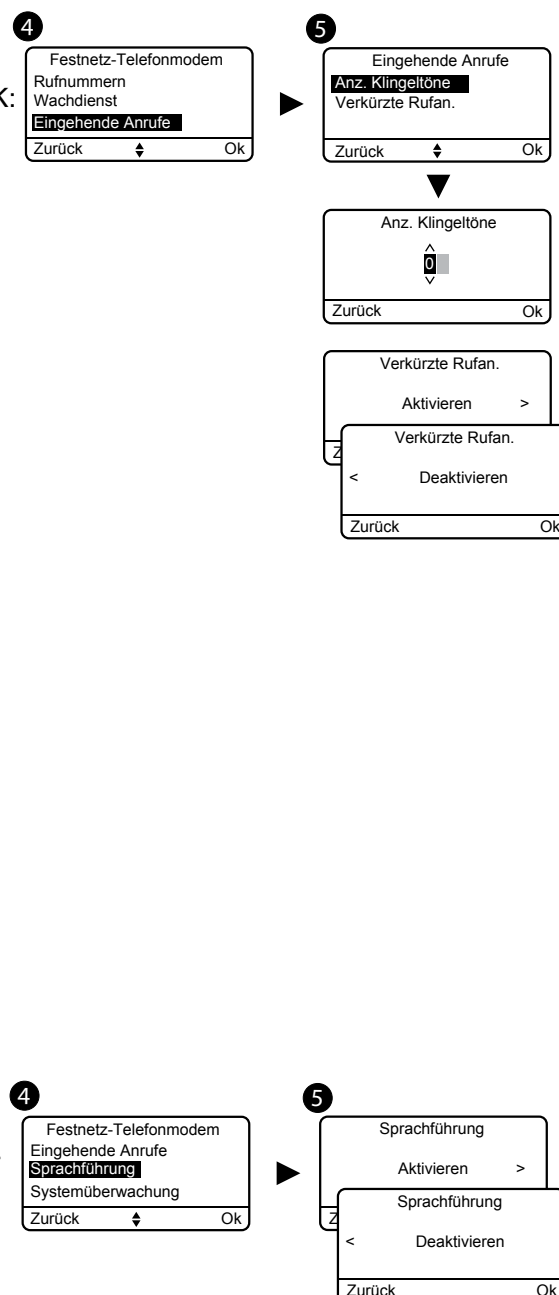 4
Festnetz-Telefonmodem
K:
Rufnummern
Wachdienst
Eingehende Anrufe
Zurück Ok
5
Eingehende Anrufe
Anz. Klingeltöne
Verkürzte Rufan.
Zurück Ok
Anz. Klingeltöne
0
Zurück Ok
Verkürzte Rufan.
Aktivieren >
Z
Verkürzte Rufan.
< Deaktivieren
Zurück Ok
4
Festnetz-Telefonmodem
Eingehende Anrufe
Sprachführung
Systemüberwachung
Zurück Ok
5
Sprachführung
Aktivieren >
Z
Sprachführung
< Deaktivieren
Zurück Ok